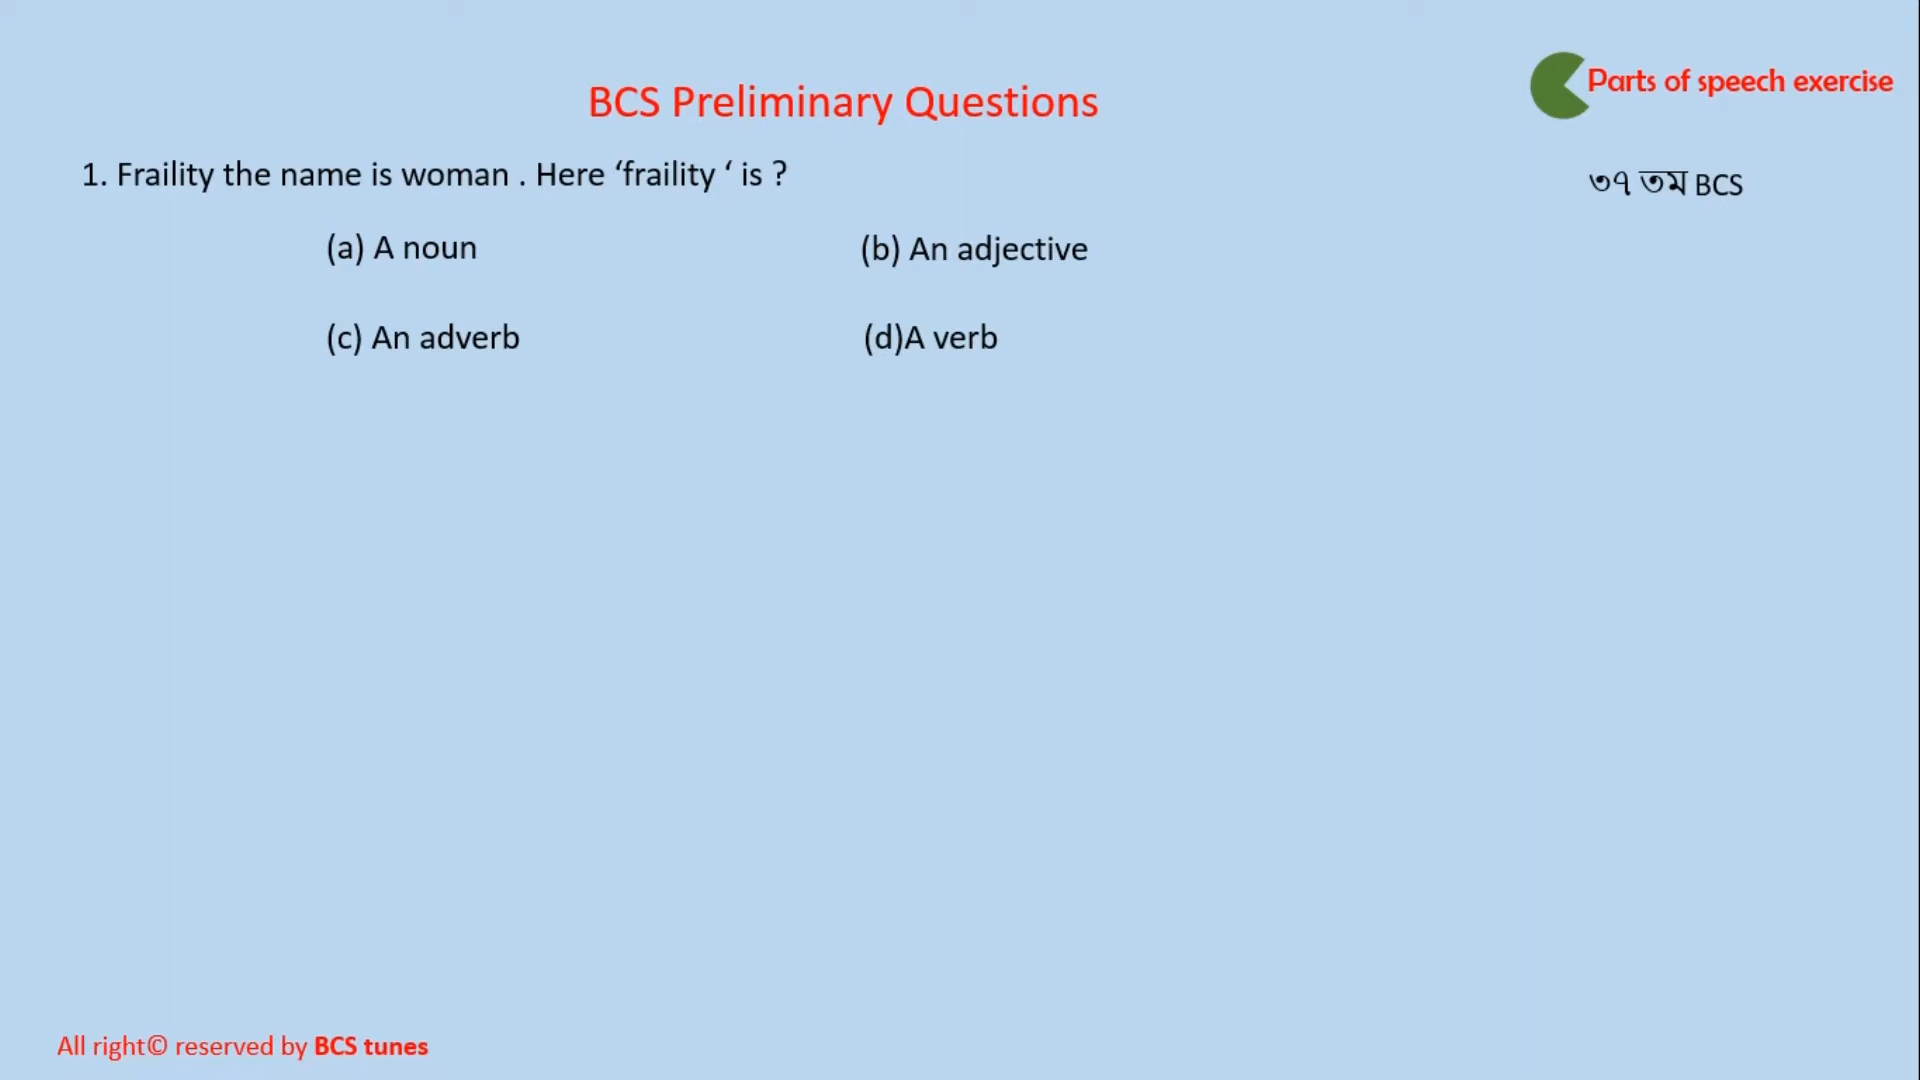 Parts of speech exercise
BCS Preliminary Questions
1. Fraility the name is woman . Here ‘fraility ‘ is ?
৩৭ তম BCS
(a) A noun
(b) An adjective
(c) An adverb
(d)A verb
All right© reserved by BCS tunes